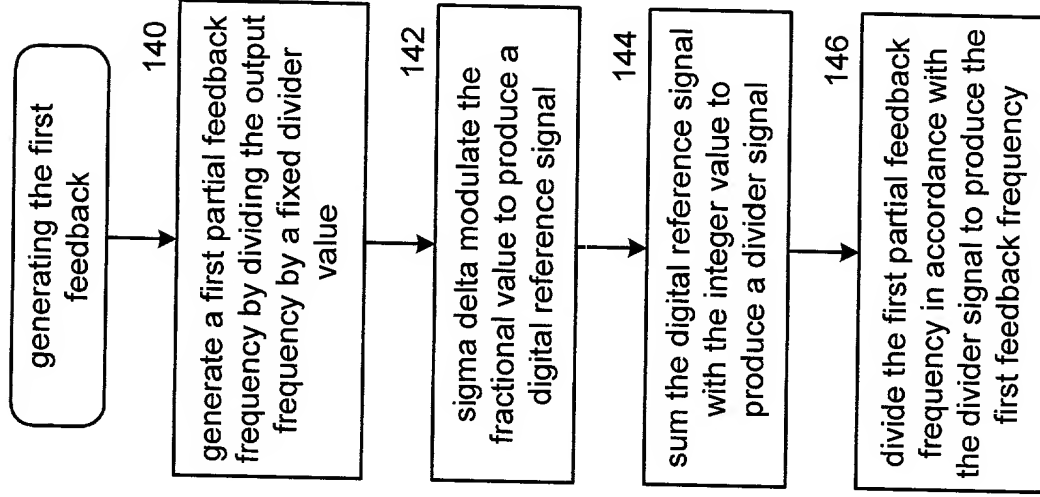 generating the first
feedback
140
generate a first partial feedback
frequency by dividing the output
frequency by a fixed divider
value
142
sigma delta modulate the
fractional value to produce a
digital reference signal
144
sum the digital reference signal
with the integer value to
produce a divider signal
146
divide the first partial feedback
frequency in accordance with
the divider signal to produce the
first feedback frequency